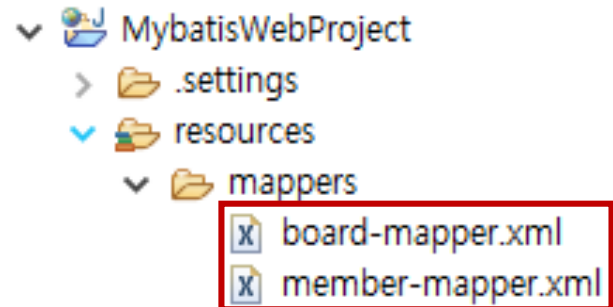 MybatisWebProject
.settings
resources
mappers
board-mapper.xml
member-mapper.xml